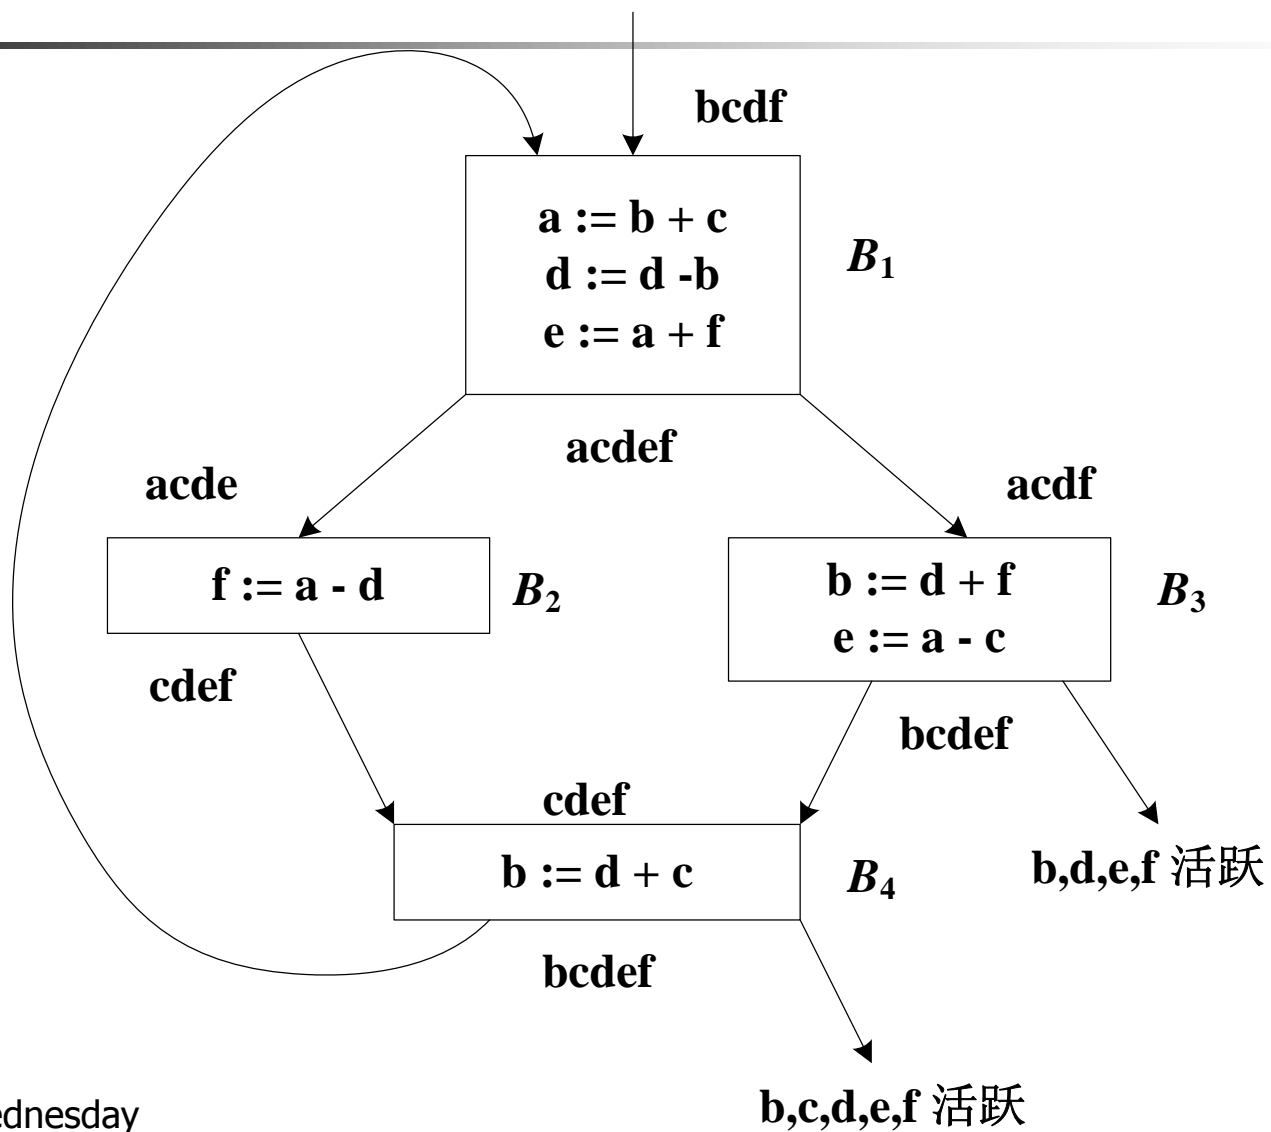 bcdf
a := b + c
d := d -b
e := a + f
B1
acdef
acde
acdf
f := a - d
B2
b := d + f
e := a - c
B3
cdef
bcdef
cdef
b := d + c
B4
b,d,e,f 活跃
bcdef
b,c,d,e,f 活跃